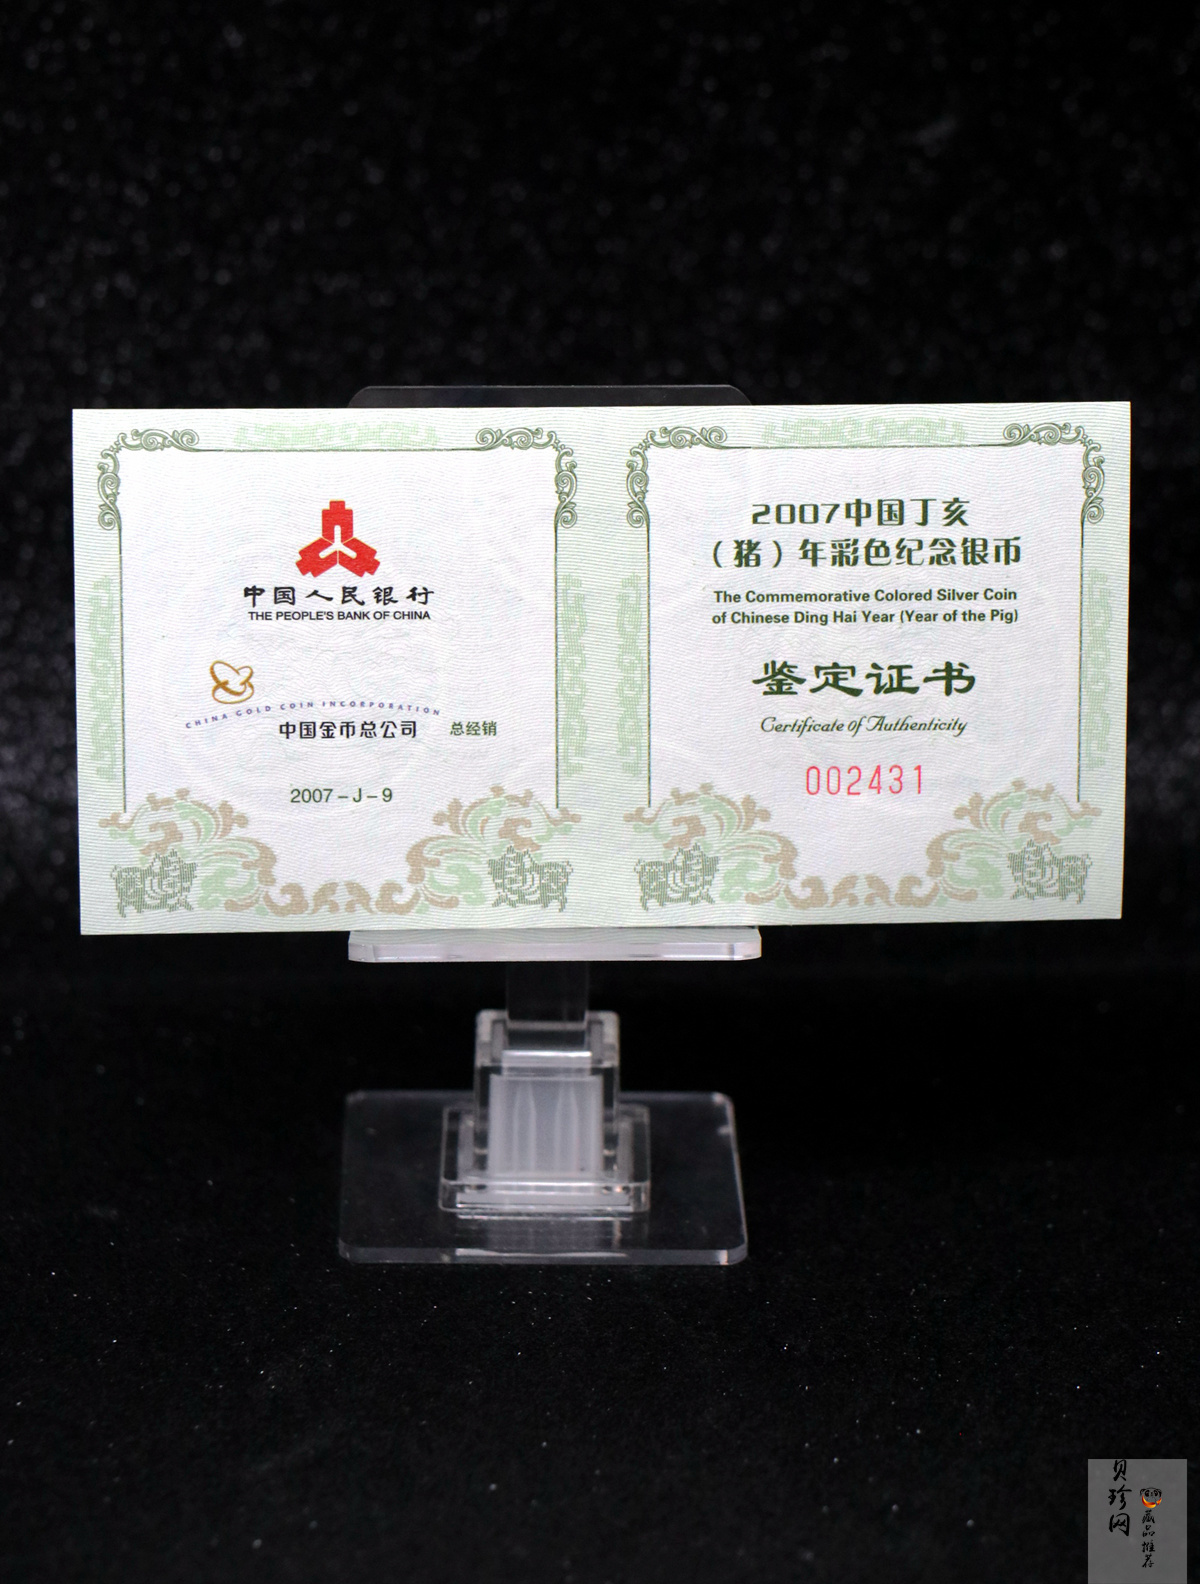 中国人民银行
THE PEOPLE'S BANK OF CHINA
CHINA GOLD COIN INCORPORATION
中国金币总公司 总经销
2007-J-9
2007中国丁亥
（猪）年彩色纪念银币
The Commemorative Colored Silver Coin
of Chinese Ding Hai Year (Year of the Pig)
鉴定证书
Certificate of Authenticity
002431
贝珍网
藏品推荐